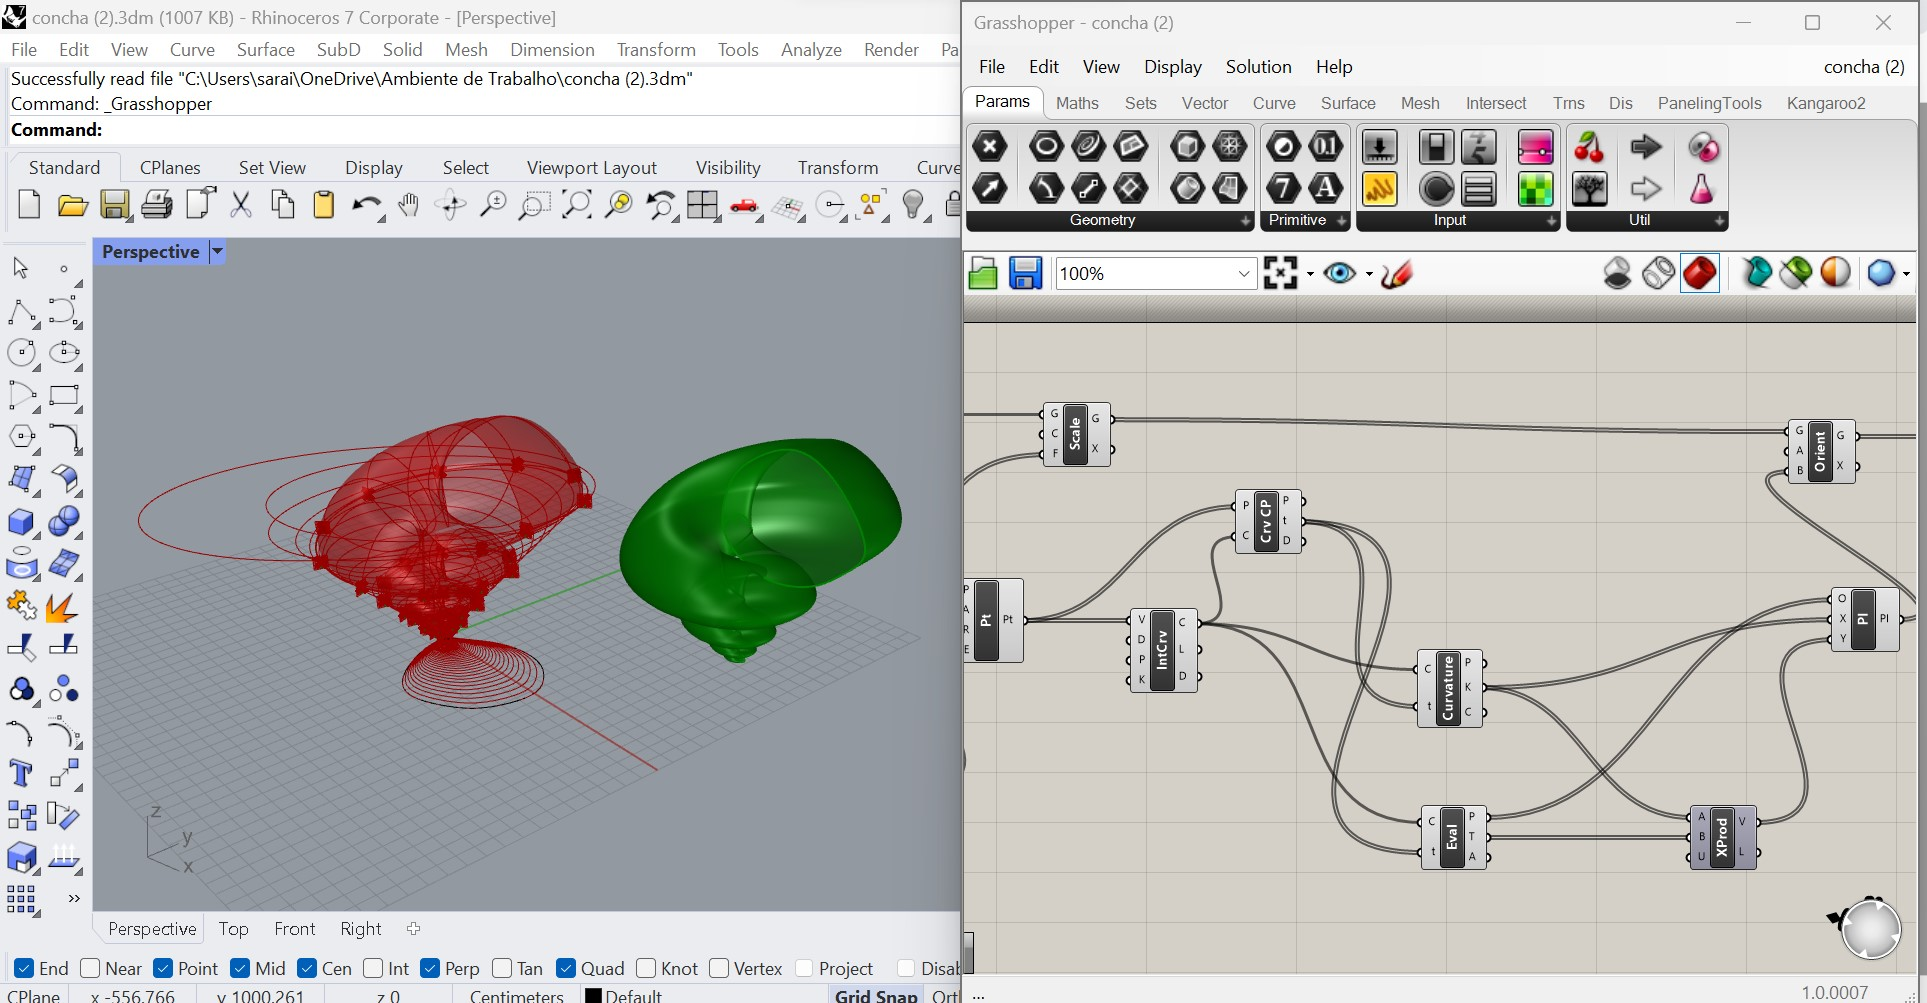 concha (2).3dm (1007 KB) - Rhinoceros 7 Corporate - [Perspective]
File Edit View Curve Surface SubD Solid Mesh Dimension Transform Tools Analyze Render Pa
Successfully read file "C:\Users\sarai\OneDrive\Ambiente de Trabalho\concha (2).3dm"
Command: _Grasshopper
Command:
Standard CPlanes Set View Display Select Viewport Layout Visibility Transform Curve
Perspective
z
y
x
Perspective Top Front Right
End Near Point Mid Cen Int Perp Tan Quad Knot Vertex Project Disab
CPlane x -556.766 y 1000.261 z 0 Centimeters Default Grid Snap Ort
Grasshopper - concha (2)
File Edit View Display Solution Help concha (2)
Params Maths Sets Vector Curve Surface Mesh Intersect Trns Dis PanelingTools Kangaroo2
0.1
7 A
Geometry Primitive Input Util
100%
G C F Scale G X
G A B Orient G X
P C Crv CP P t D
P A R E Pt Pt
V D P K IntCrv C L D
O X Y Pl Pl
C t Curvature P K C
C t Eval P T A
A B U XProd V L
...
1.0.0007